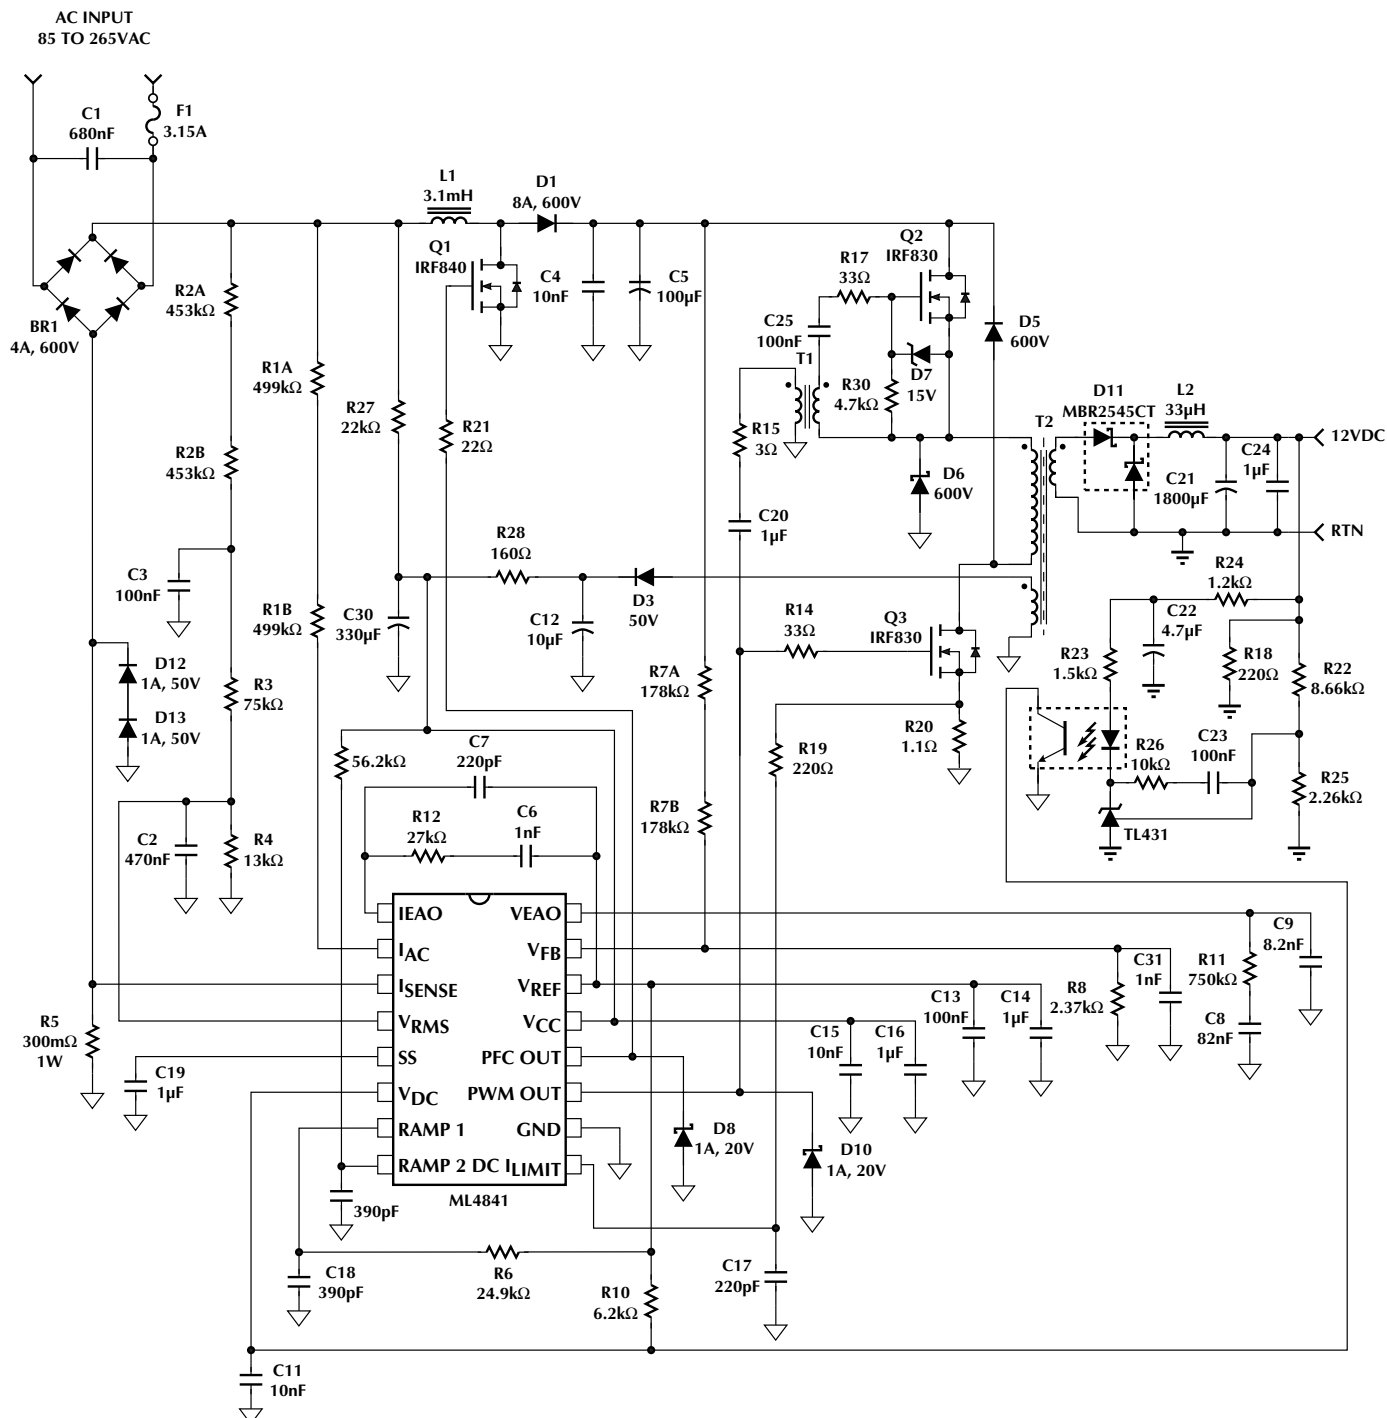 AC INPUT
85 TO 265VAC
C1
680nF
F1
3.15A
L1
3.1mH
D1
8A, 600V
Q1
IRF840
C4
10nF
C5
100µF
Q2
IRF830
R17
33Ω
C25
100nF
T1
D7
15V
R30
4.7kΩ
D5
600V
D11
MBR2545CT
L2
33µH
12VDC
T2
C24
1µF
C21
1800µF
RTN
BR1
4A, 600V
R2A
453kΩ
R1A
499kΩ
R27
22kΩ
R21
22Ω
R15
3Ω
D6
600V
R2B
453kΩ
C20
1µF
R28
160Ω
C3
100nF
R1B
499kΩ
C30
330µF
C12
10µF
D3
50V
R14
33Ω
Q3
IRF830
R24
1.2kΩ
C22
4.7µF
R23
1.5kΩ
R18
220Ω
R22
8.66kΩ
D12
1A, 50V
D13
1A, 50V
R3
75kΩ
R7A
178kΩ
R20
1.1Ω
R19
220Ω
56.2kΩ
C7
220pF
R26
10kΩ
C23
100nF
R25
2.26kΩ
TL431
C2
470nF
R4
13kΩ
R12
27kΩ
C6
1nF
R7B
178kΩ
IEAO
VEAO
IAC
VFB
ISENSE
VREF
VRMS
VCC
SS
PFC OUT
VDC
PWM OUT
RAMP 1
GND
RAMP 2
DC ILIMIT
ML4841
C9
8.2nF
R11
750kΩ
C31
1nF
R8
2.37kΩ
C8
82nF
C13
100nF
C14
1µF
C15
10nF
C16
1µF
R5
300mΩ
1W
C19
1µF
D8
1A, 20V
D10
1A, 20V
390pF
C18
390pF
R6
24.9kΩ
R10
6.2kΩ
C17
220pF
C11
10nF